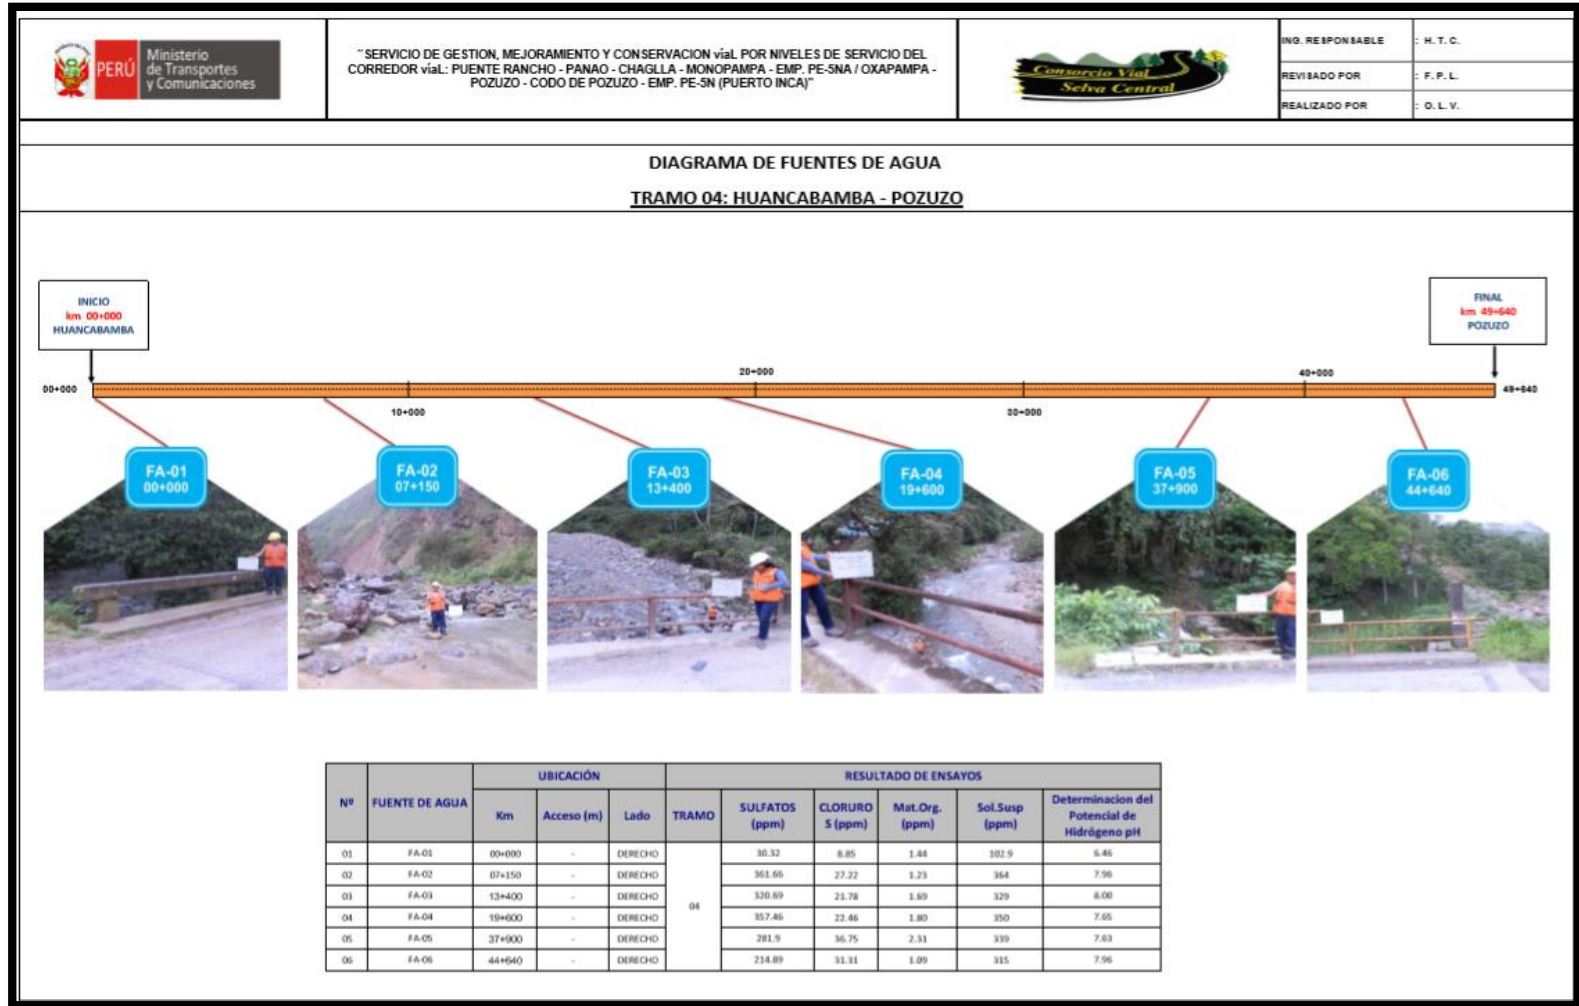 PERÚ
Ministerio
de Transportes
y Comunicaciones
"SERVICIO DE GESTION, MEJORAMIENTO Y CONSERVACION viaL POR NIVELES DE SERVICIO DEL
CORREDOR viaL: PUENTE RANCHO - PANAO - CHAGLLA - MONOPAMPA - EMP. PE-5NA / OXAPAMPA -
POZUZO - CODO DE POZUZO - EMP. PE-5N (PUERTO INCA)"
Consorcio Vial
Selva Central
ING. RESPONSABLE : H. T. C.
REVISADO POR : F. P. L.
REALIZADO POR : O. L. V.
DIAGRAMA DE FUENTES DE AGUA
TRAMO 04: HUANCABAMBA - POZUZO
INICIO
km 00+000
HUANCABAMBA
FINAL
km 49+640
POZUZO
20+000
40+000
00+000
49+640
10+000
30+000
FA-01
00+000
FA-02
07+150
FA-03
13+400
FA-04
19+600
FA-05
37+900
FA-06
44+640
UBICACIÓN RESULTADO DE ENSAYOS
Nº FUENTE DE AGUA Km Acceso (m) Lado TRAMO SULFATOS (ppm) CLORUROS (ppm) Mat.Org. (ppm) Sol.Susp (ppm) Determinacion del Potencial de Hidrógeno pH
01 FA-01 00+000 - DERECHO 30.32 8.85 1.44 102.9 6.46
02 FA-02 07+150 - DERECHO 361.66 27.22 1.23 364 7.96
03 FA-03 13+400 - DERECHO 320.69 21.78 1.69 329 8.00
04
04 FA-04 19+600 - DERECHO 357.46 22.46 1.80 350 7.65
05 FA-05 37+900 - DERECHO 281.9 36.75 2.31 339 7.63
06 FA-06 44+640 - DERECHO 214.89 31.31 1.09 315 7.96